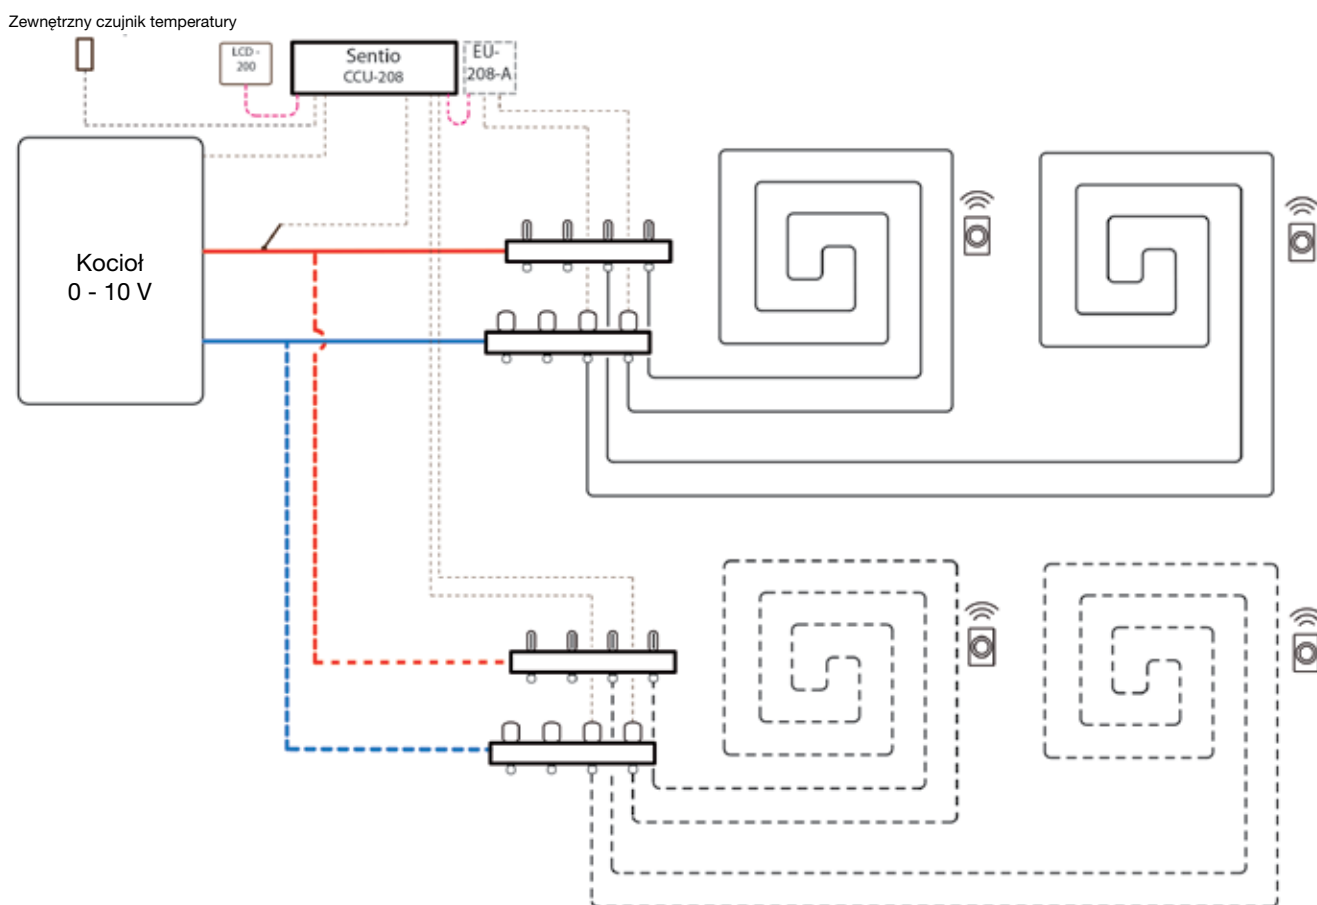 Zewnętrzny czujnik temperatury
LCD -
200
Sentio
CCU-208
EU-
208-A
Kocioł
0 - 10 V